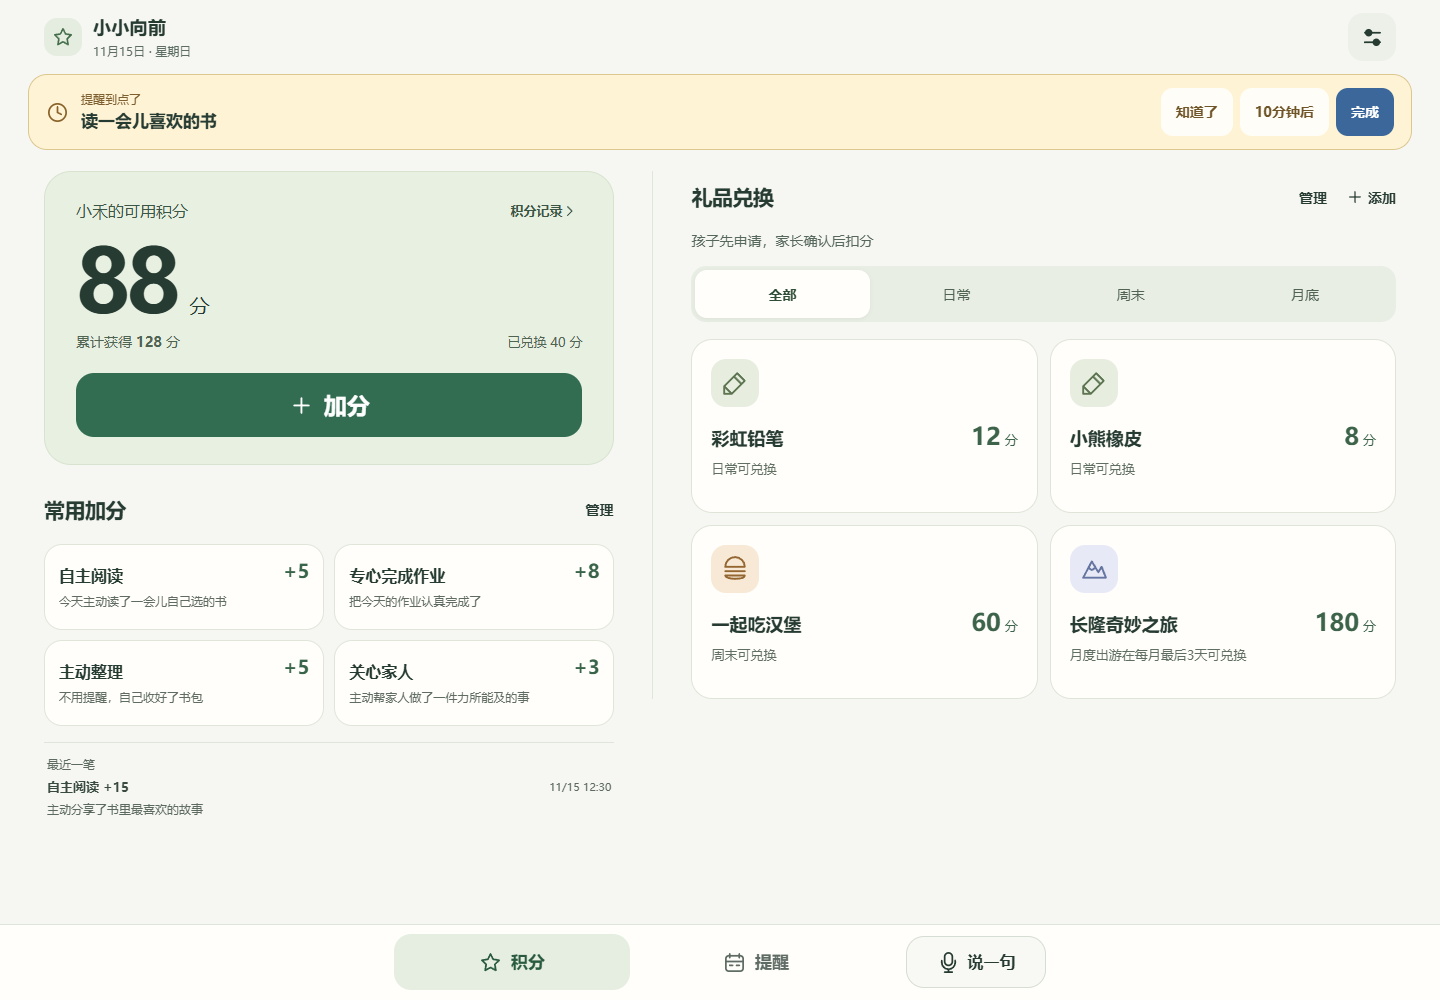 小小向前
11月15日 · 星期日
提醒到点了
读一会儿喜欢的书
知道了
10分钟后
完成
小禾的可用积分
积分记录
88 分
累计获得 128 分
已兑换 40 分
加分
常用加分
管理
自主阅读
+5
今天主动读了一会儿自己选的书
专心完成作业
+8
把今天的作业认真完成了
主动整理
+5
不用提醒，自己收好了书包
关心家人
+3
主动帮家人做了一件力所能及的事
最近一笔
自主阅读 +15
11/15 12:30
主动分享了书里最喜欢的故事
礼品兑换
管理
添加
孩子先申请，家长确认后扣分
全部
日常
周末
月底
彩虹铅笔
12 分
日常可兑换
小熊橡皮
8 分
日常可兑换
一起吃汉堡
60 分
周末可兑换
长隆奇妙之旅
180 分
月度出游在每月最后3天可兑换
积分
提醒
说一句